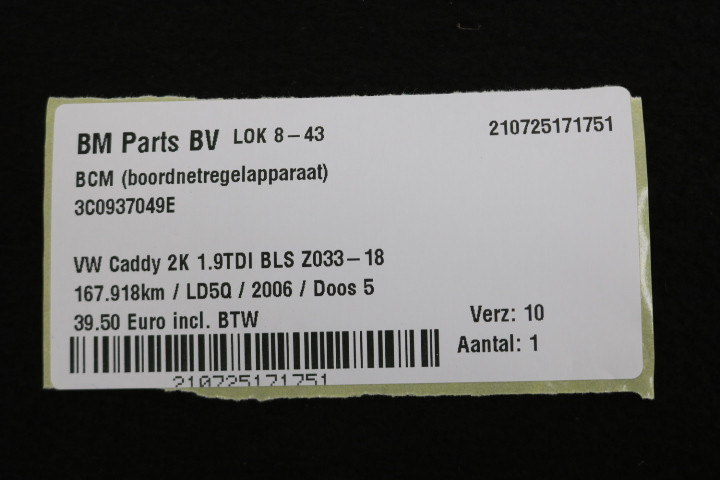 BM Parts BV LOK 8-43 210725171751
BCM (boordnetregelapparaat)
3C0937049E
VW Caddy 2K 1.9TDI BLS Z033-18
167.918km / LD5Q / 2006 / Doos 5
39.50 Euro incl. BTW
Verz: 10
Aantal: 1
210725171751